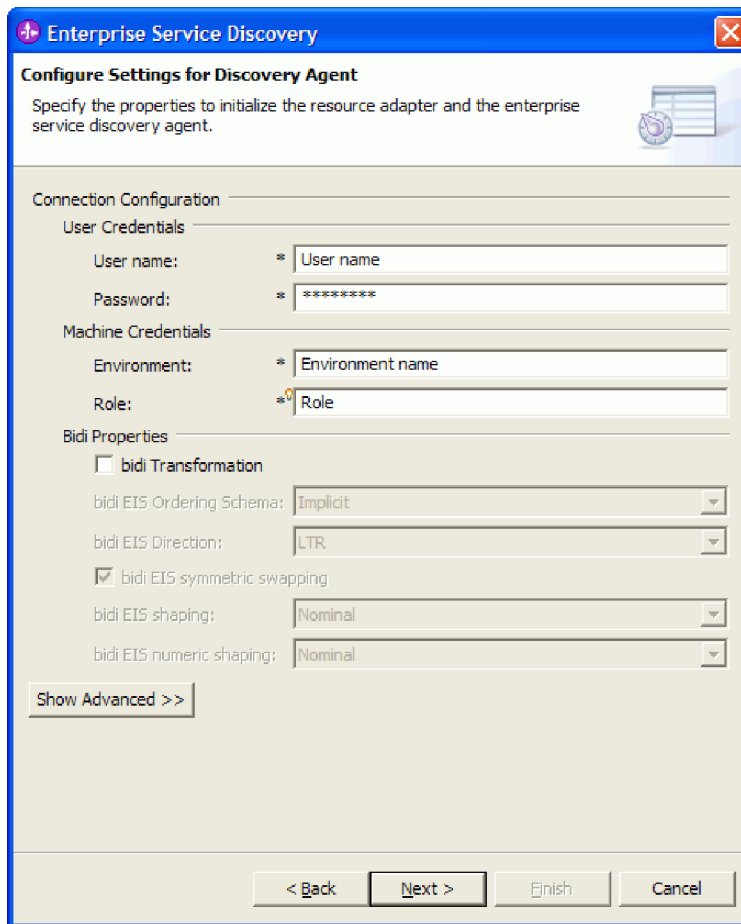 Enterprise Service Discovery
Configure Settings for Discovery Agent
Specify the properties to initialize the resource adapter and the enterprise
service discovery agent.
Connection Configuration
User Credentials
User name: * User name
Password: * ********
Machine Credentials
Environment: * Environment name
Role: * Role
Bidi Properties
bidi Transformation
bidi EIS Ordering Schema: Implicit
bidi EIS Direction: LTR
bidi EIS symmetric swapping
bidi EIS shaping: Nominal
bidi EIS numeric shaping: Nominal
Show Advanced >>
< Back Next > Finish Cancel